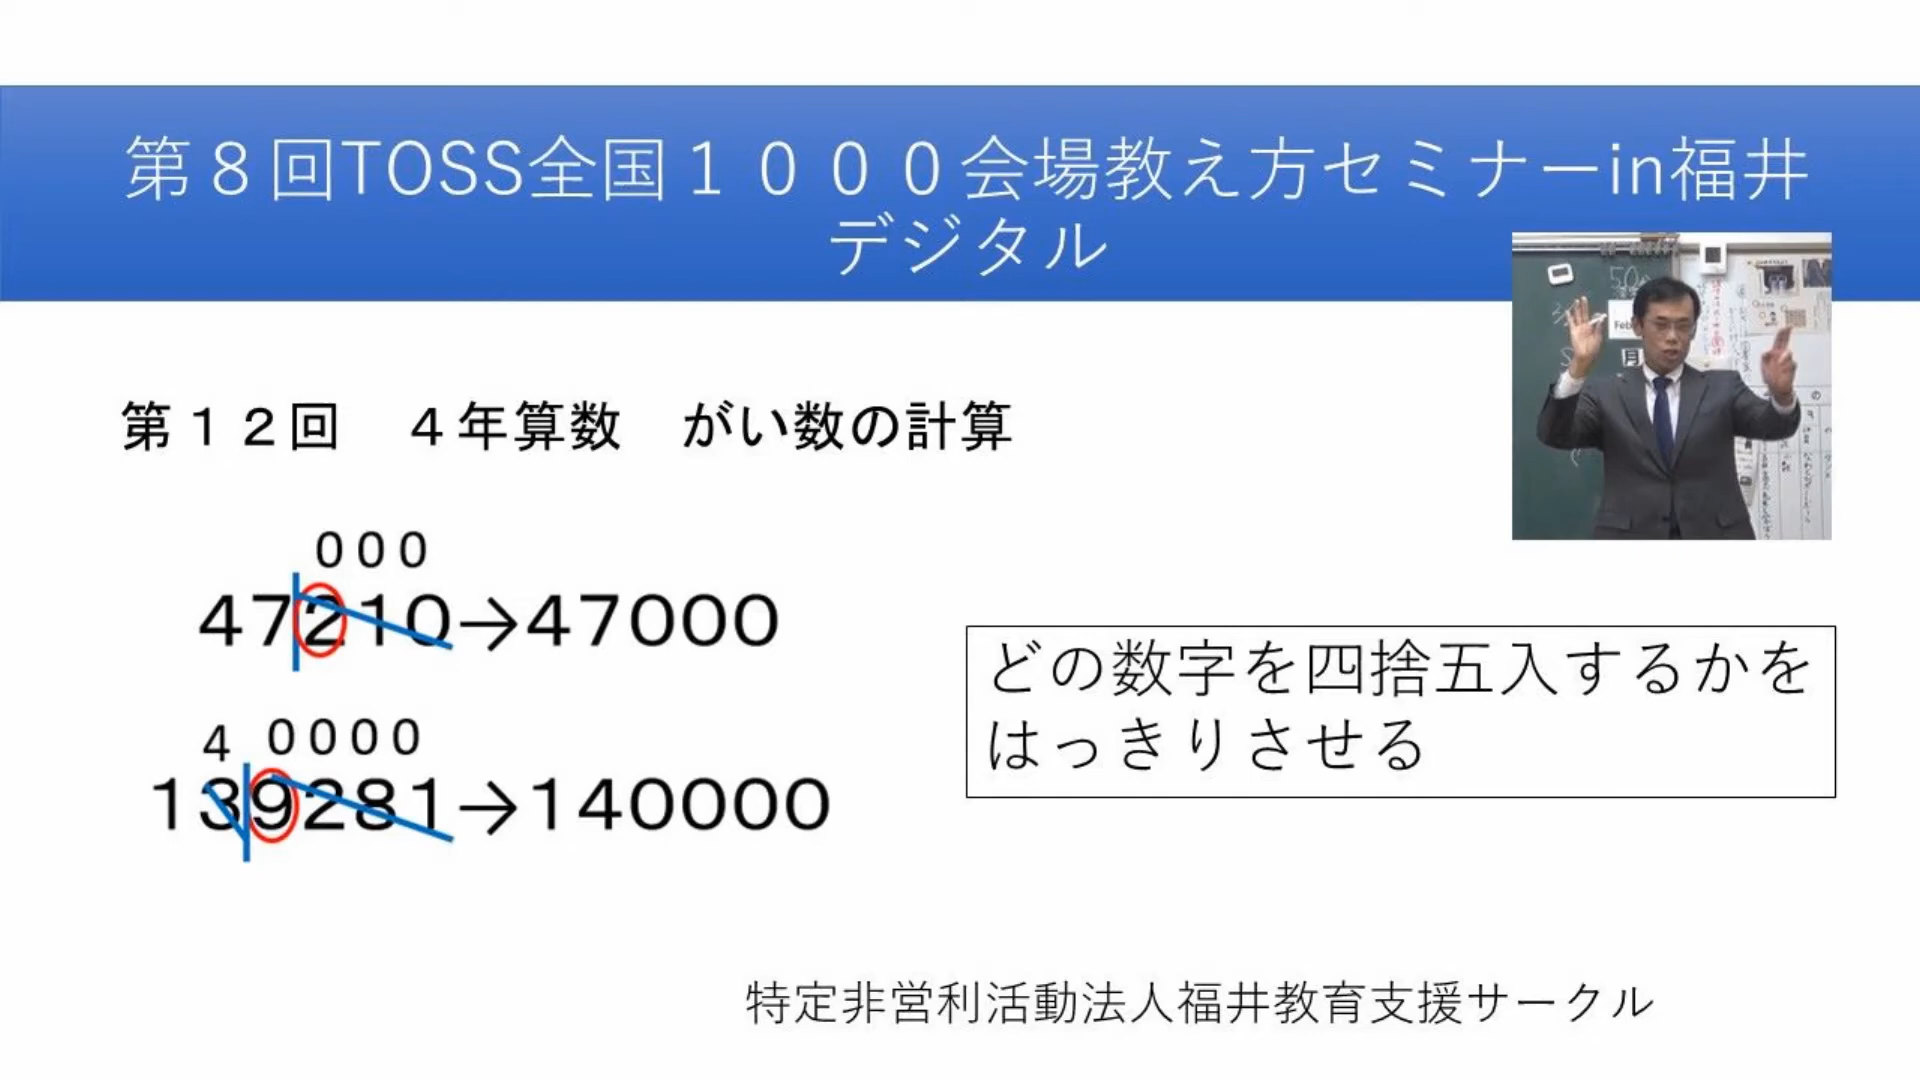 第８回TOSS全国１０００会場教え方セミナーin福井
デジタル
第１２回　４年算数　がい数の計算
000
47210→47000
4 0000
139281→140000
どの数字を四捨五入するかを
はっきりさせる
特定非営利活動法人福井教育支援サークル
50
Feb
月
の